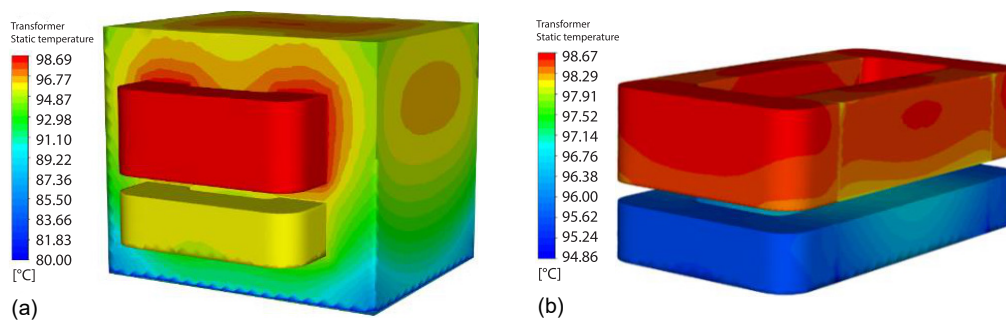 Transformer
Static temperature
98.69
96.77
94.87
92.98
91.10
89.22
87.36
85.50
83.66
81.83
80.00
[°C]
(a)
Transformer
Static temperature
98.67
98.29
97.91
97.52
97.14
96.76
96.38
96.00
95.62
95.24
94.86
[°C]
(b)